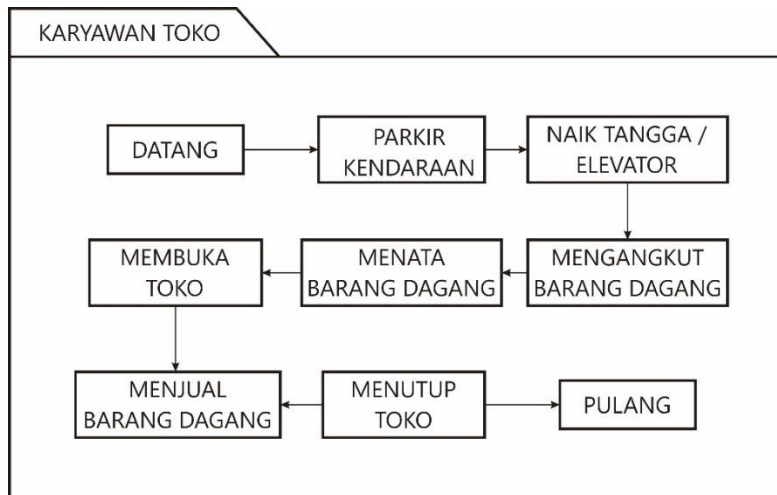 KARYAWAN TOKO
DATANG
PARKIR
KENDARAAN
NAIK TANGGA /
ELEVATOR
MEMBUKA
TOKO
MENATA
BARANG DAGANG
MENGANGKUT
BARANG DAGANG
MENJUAL
BARANG DAGANG
MENUTUP
TOKO
PULANG